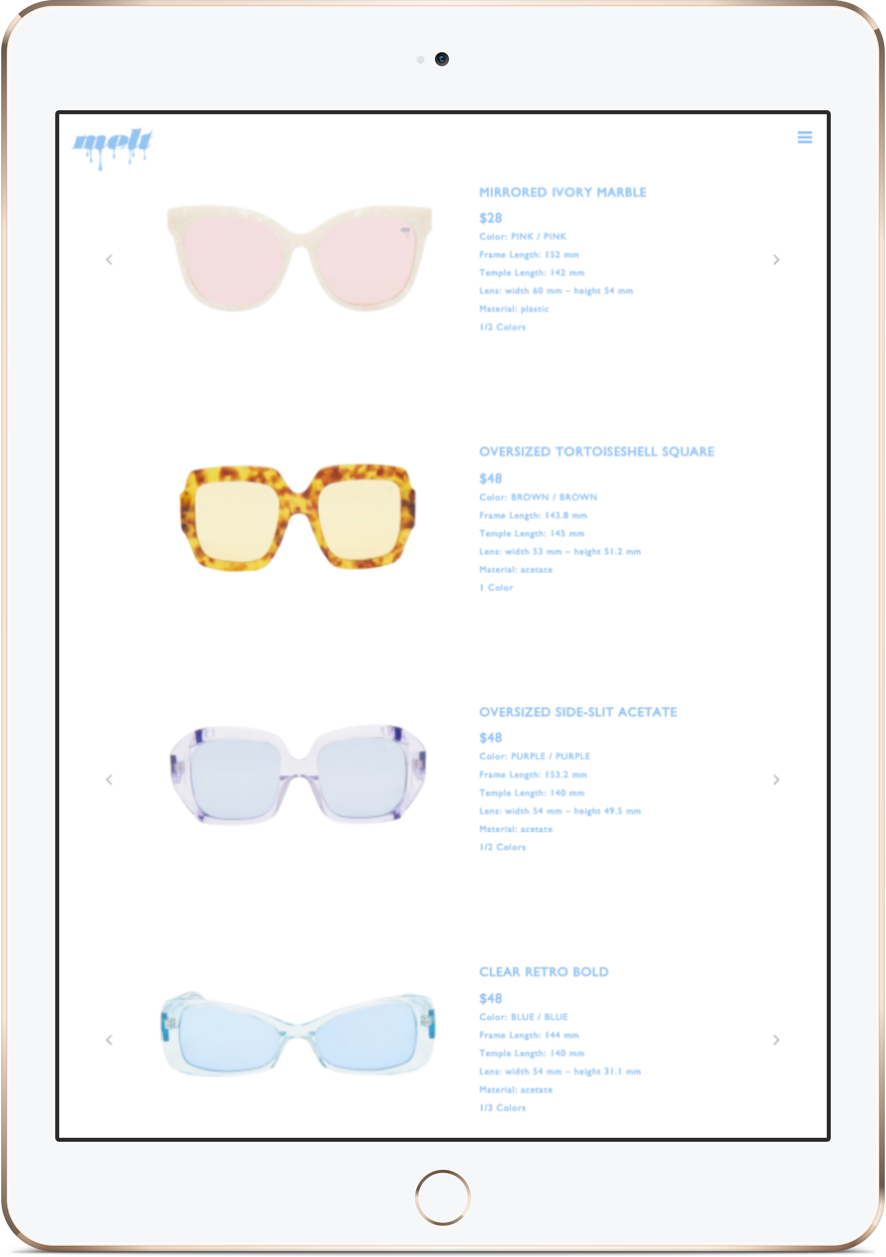 melt
MIRRORED IVORY MARBLE
$28
Color: PINK / PINK
Frame Length: 152 mm
Temple Length: 142 mm
Lens: width 60 mm – height 54 mm
Material: plastic
1/2 Colors
OVERSIZED TORTOISESHELL SQUARE
$48
Color: BROWN / BROWN
Frame Length: 143.8 mm
Temple Length: 145 mm
Lens: width 53 mm – height 51.2 mm
Material: acetate
1 Color
OVERSIZED SIDE-SLIT ACETATE
$48
Color: PURPLE / PURPLE
Frame Length: 153.2 mm
Temple Length: 140 mm
Lens: width 54 mm – height 49.5 mm
Material: acetate
1/2 Colors
CLEAR RETRO BOLD
$48
Color: BLUE / BLUE
Frame Length: 144 mm
Temple Length: 140 mm
Lens: width 54 mm – height 31.1 mm
Material: acetate
1/3 Colors